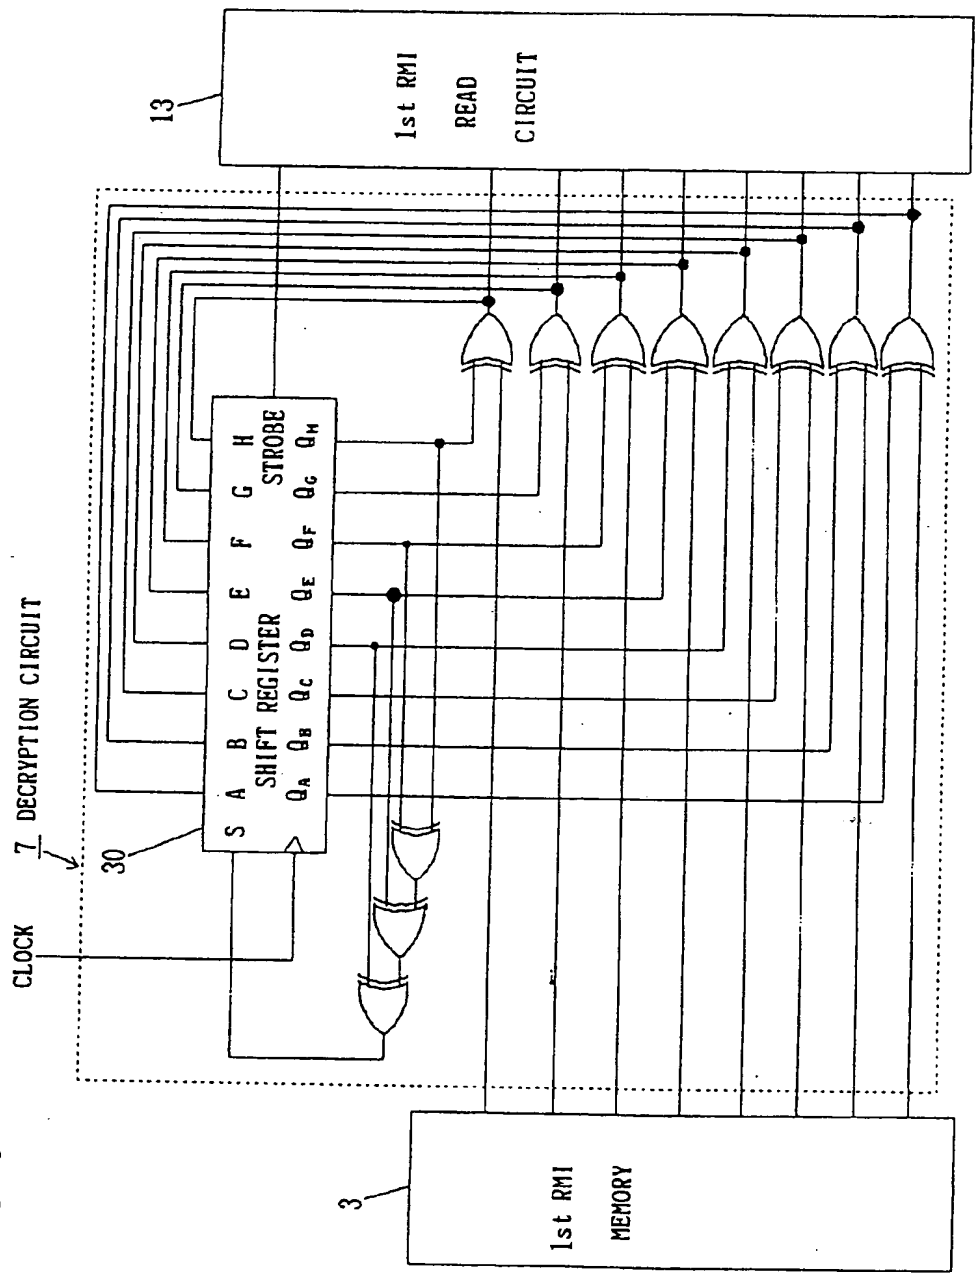 CLOCK
7 DECRYPTION CIRCUIT
30
S A B C D E F G H
SHIFT REGISTER STROBE
QA QB QC QD QE QF QG QH
13
1st RMI
READ
CIRCUIT
3
1st RMI
MEMORY